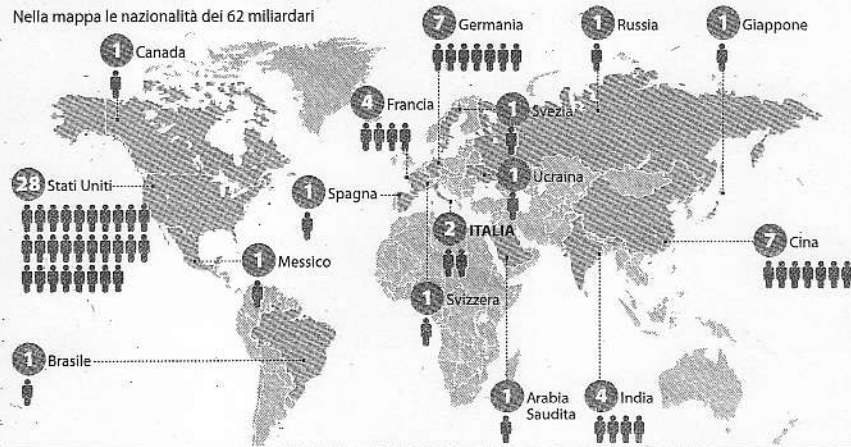 Nella mappa le nazionalità dei 62 miliardari
1 Canada
7 Germania
1 Russia
1 Giappone
4 Francia
1 Svezia
28 Stati Uniti
1 Spagna
1 Ucraina
2 ITALIA
1 Messico
7 Cina
1 Svizzera
1 Brasile
1 Arabia
Saudita
4 India